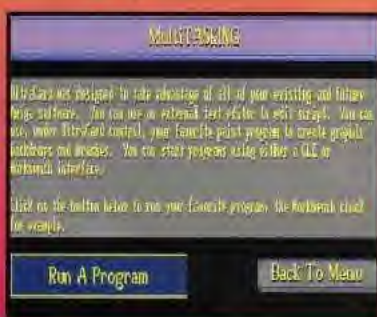 MultiTASKING
UltraCard was designed to take advantage of all of your existing and future
Amiga software. You can use an external text editor to edit scripts. You can
use, under UltraCard control, your favorite paint program to create graphic
backdrops and brushes. You can start programs using either a CLI or
Workbench interface.
Click on the button below to run your favorite program, the Workbench clock
for example.
Run A Program
Back To Menu